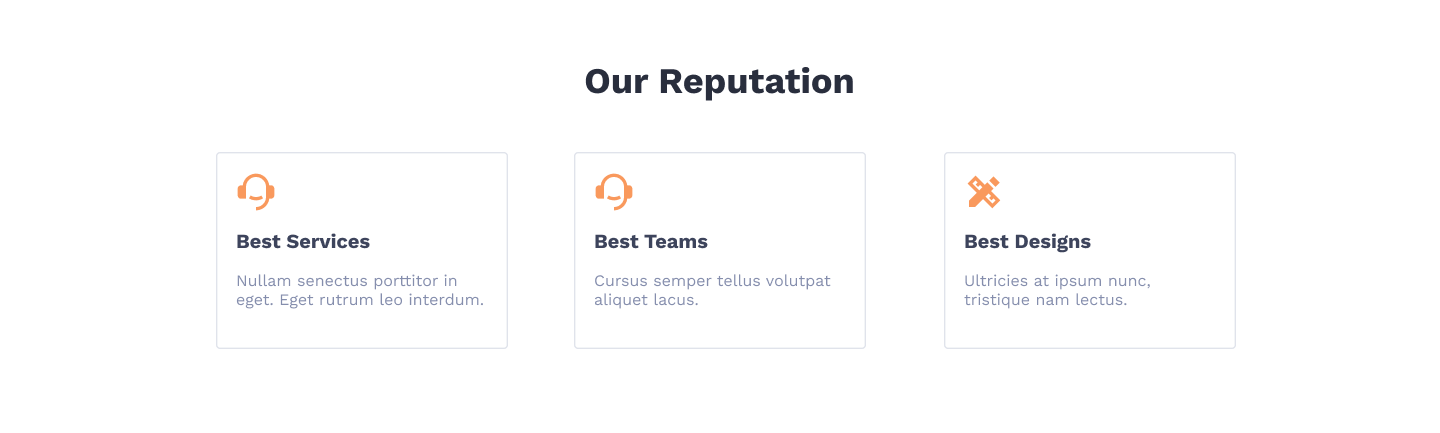 Our Reputation
Best Services
Nullam senectus porttitor in
eget. Eget rutrum leo interdum.
Best Teams
Cursus semper tellus volutpat
aliquet lacus.
Best Designs
Ultricies at ipsum nunc,
tristique nam lectus.